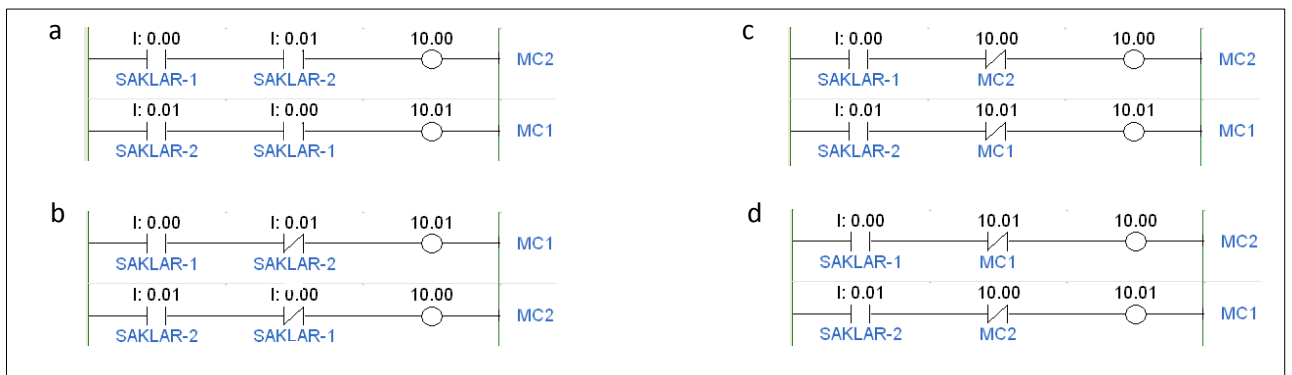 a
I: 0.00 I: 0.01 10.00
MC2
SAKLAR-1 SAKLAR-2
I: 0.01 I: 0.00 10.01
MC1
SAKLAR-2 SAKLAR-1
b
I: 0.00 I: 0.01 10.01
MC1
SAKLAR-1 SAKLAR-2
I: 0.01 I: 0.00 10.00
MC2
SAKLAR-2 SAKLAR-1
c
I: 0.00 10.00 10.00
MC2
SAKLAR-1 MC2
I: 0.01 10.01 10.01
MC1
SAKLAR-2 MC1
d
I: 0.00 10.01 10.00
MC2
SAKLAR-1 MC1
I: 0.01 10.00 10.01
MC1
SAKLAR-2 MC2